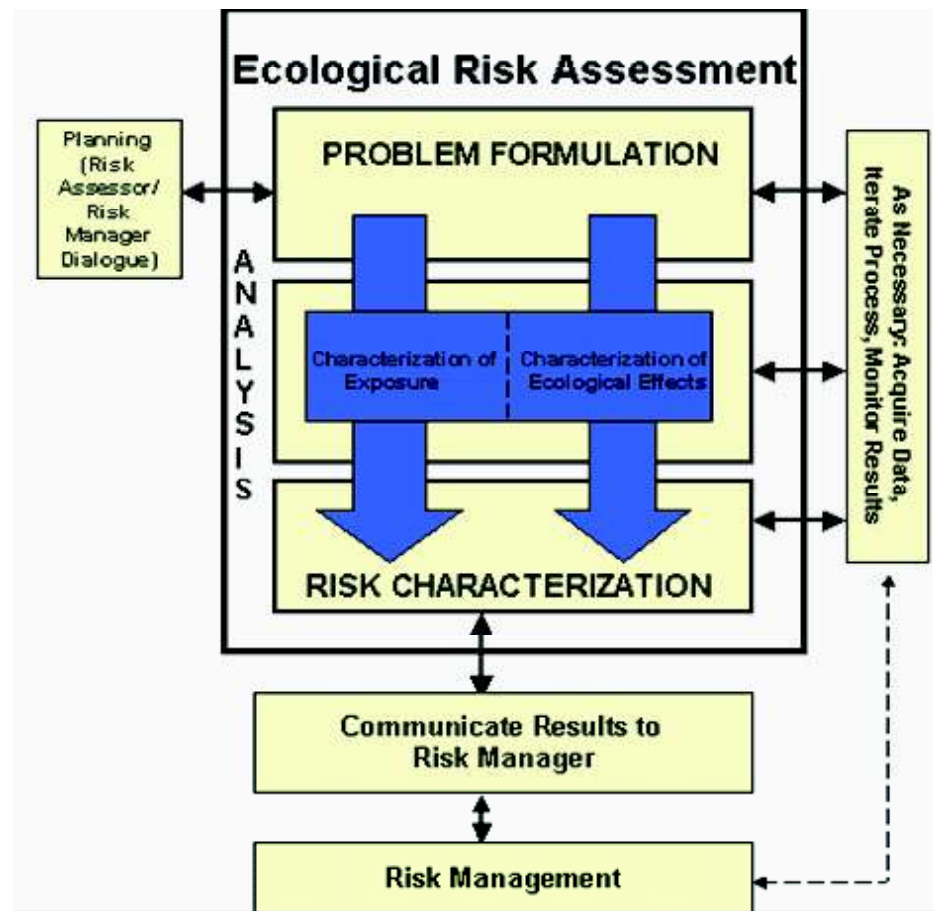 Ecological Risk Assessment
Planning
(Risk
Assessor/
Risk
Manager
Dialogue)
PROBLEM FORMULATION
ANALYSIS
Characterization of
Exposure
Characterization of
Ecological Effects
RISK CHARACTERIZATION
As Necessary: Acquire Data,
Iterate Process, Monitor Results
Communicate Results to
Risk Manager
Risk Management